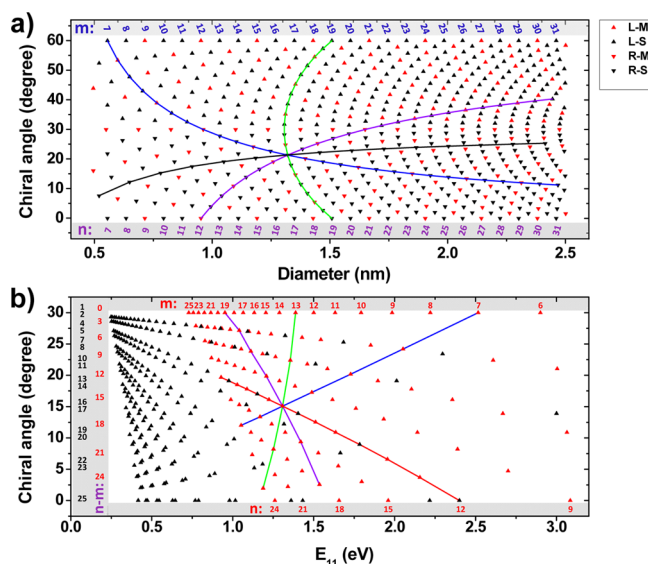 a)
m: 7 8 9 10 11 12 13 14 15 16 17 18 19 20 21 22 23 24 25 26 27 28 29 30 31
L-M
L-S
R-M
R-S
Chiral angle (degree)
60
50
40
30
20
10
0
n: 7 8 9 10 11 12 13 14 15 16 17 18 19 20 21 22 23 24 25 26 27 28 29 30 31
0.5 1.0 1.5 2.0 2.5
Diameter (nm)
b)
m: 25 23 21 19 17 16 15 14 13 12 11 10 9 8 7 6
Chiral angle (degree)
30
25
20
15
10
5
0
n-m:
1
2
4
5
7
8
10
11
13
14
16
17
19
20
22
23
25
0
3
6
9
12
15
18
21
24
n: 24 21 18 15 12 9
0.0 0.5 1.0 1.5 2.0 2.5 3.0
E11 (eV)